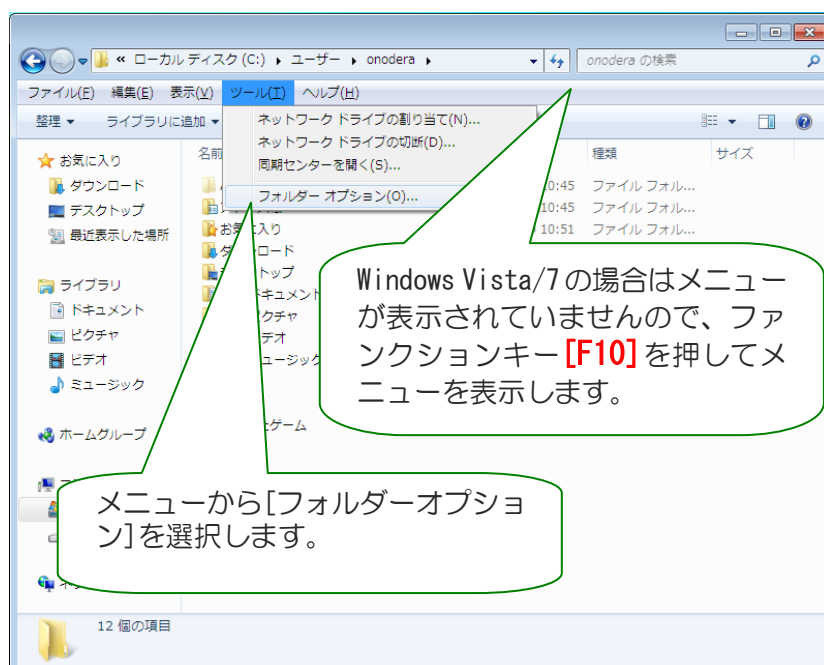 « ローカル ディスク (C:) ▸ ユーザー ▸ onodera ▸
onodera の検索
ファイル(F) 編集(E) 表示(V) ツール(T) ヘルプ(H)
整理 ▼ ライブラリに追加 ▼
ネットワーク ドライブの割り当て(N)...
ネットワーク ドライブの切断(D)...
同期センターを開く(S)...
フォルダー オプション(O)...
名前
種類
サイズ
お気に入り
ダウンロード
デスクトップ
最近表示した場所
ライブラリ
ドキュメント
ピクチャ
ビデオ
ミュージック
ホームグループ
10:45 ファイル フォル...
10:45 ファイル フォル...
10:51 ファイル フォル...
Windows Vista/7の場合はメニュー
が表示されていませんので、ファ
ンクションキー[F10]を押してメ
ニューを表示します。
メニューから[フォルダーオプショ
ン]を選択します。
12 個の項目